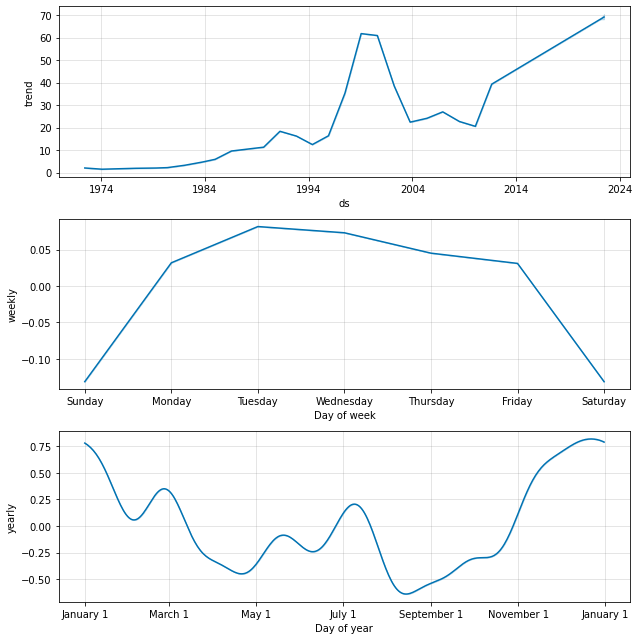 70
60
50
40
30
20
10
0
trend
1974 1984 1994 2004 2014 2024
ds
0.05
0.00
−0.05
−0.10
weekly
Sunday Monday Tuesday Wednesday Thursday Friday Saturday
Day of week
0.75
0.50
0.25
0.00
−0.25
−0.50
yearly
January 1 March 1 May 1 July 1 September 1 November 1 January 1
Day of year